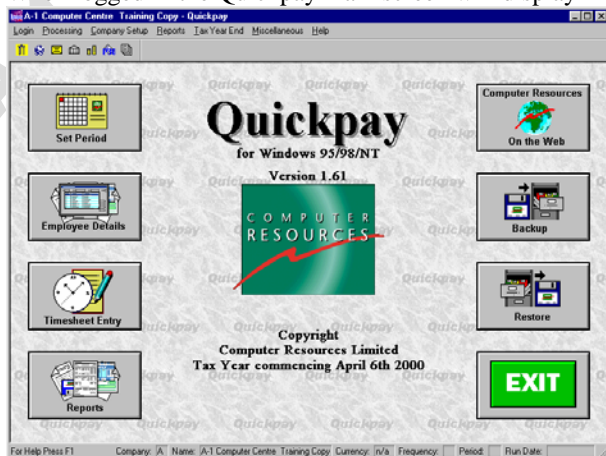 A-1 Computer Centre Training Copy - Quickpay
Login Processing Company Setup Reports Tax Year End Miscellaneous Help
Set Period
Employee Details
Timesheet Entry
Reports
Quickpay
for Windows 95/98/NT
Version 1.61
COMPUTER
RESOURCES
Copyright
Computer Resources Limited
Tax Year commencing April 6th 2000
Computer Resources
On the Web
Backup
Restore
EXIT
For Help Press F1 Company: A Name: A-1 Computer Centre Training Copy Currency: n/a Frequency: Period: Run Date: